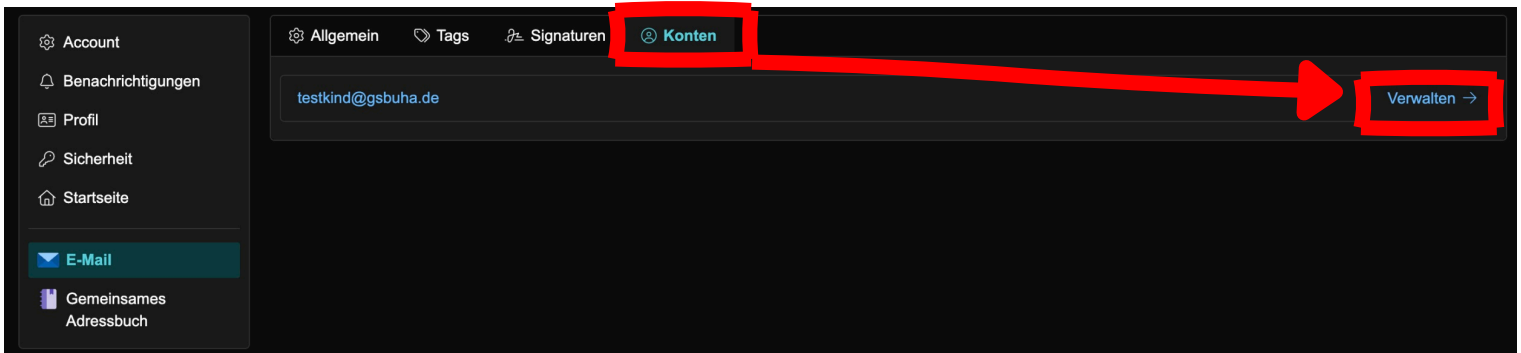 Account
Benachrichtigungen
Profil
Sicherheit
Startseite
E-Mail
Gemeinsames
Adressbuch
Allgemein Tags Signaturen Konten
testkind@gsbuha.de Verwalten →